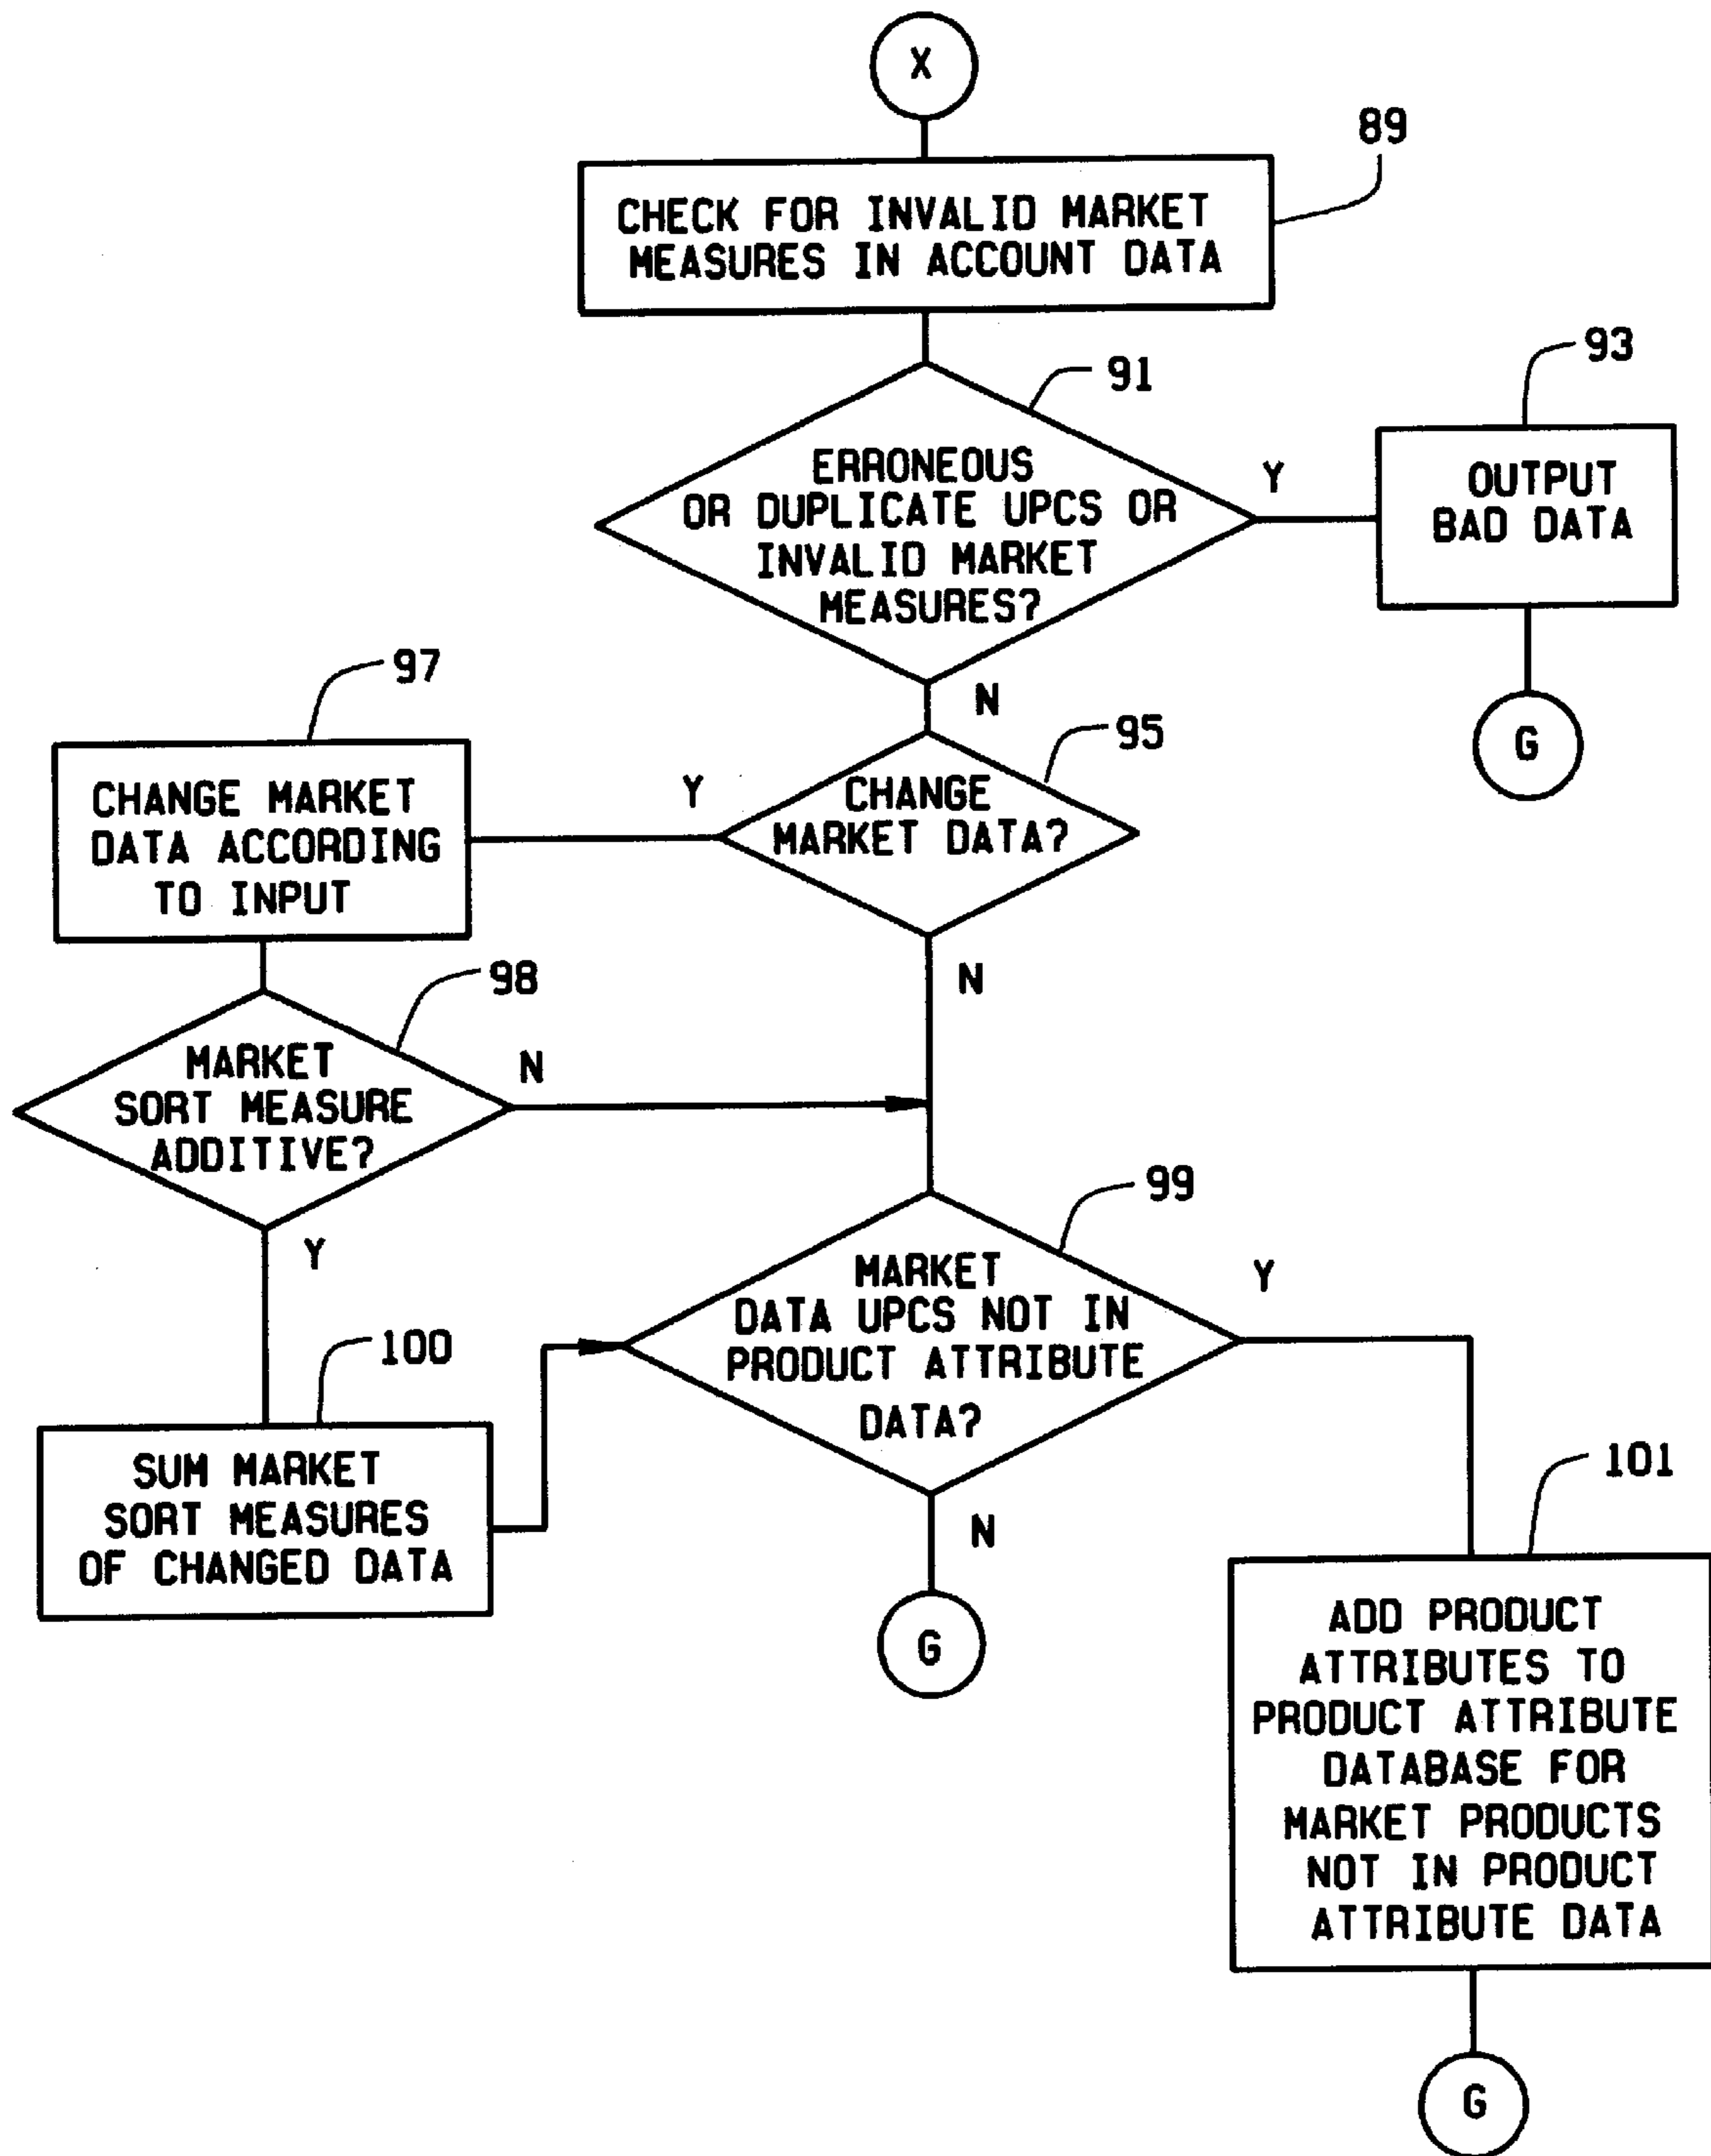 X
89
CHECK FOR INVALID MARKET
MEASURES IN ACCOUNT DATA
91
ERRONEOUS
OR DUPLICATE UPCS OR
INVALID MARKET
MEASURES?
Y
93
OUTPUT
BAD DATA
G
N
95
CHANGE
MARKET DATA?
Y
97
CHANGE MARKET
DATA ACCORDING
TO INPUT
N
98
MARKET
SORT MEASURE
ADDITIVE?
N
Y
99
MARKET
DATA UPCS NOT IN
PRODUCT ATTRIBUTE
DATA?
Y
100
SUM MARKET
SORT MEASURES
OF CHANGED DATA
N
G
101
ADD PRODUCT
ATTRIBUTES TO
PRODUCT ATTRIBUTE
DATABASE FOR
MARKET PRODUCTS
NOT IN PRODUCT
ATTRIBUTE DATA
G